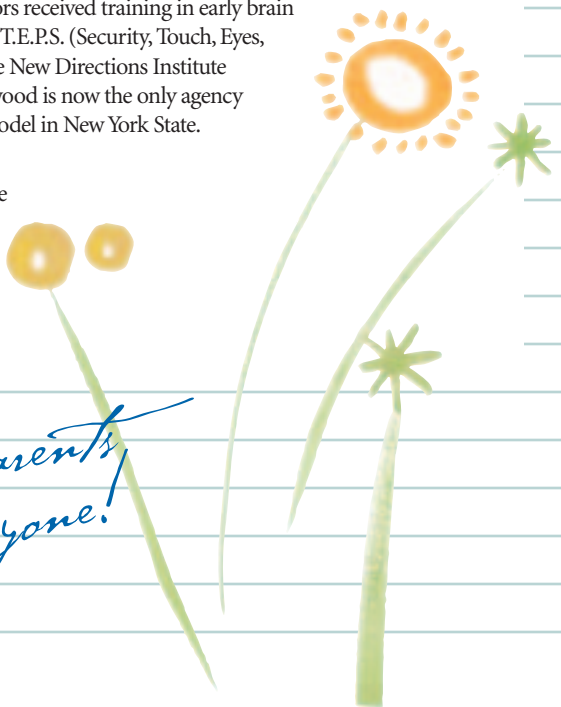 ors received training in early brain
T.E.P.S. (Security, Touch, Eyes,
e New Directions Institute
wood is now the only agency
odel in New York State.
e
arents
yone!